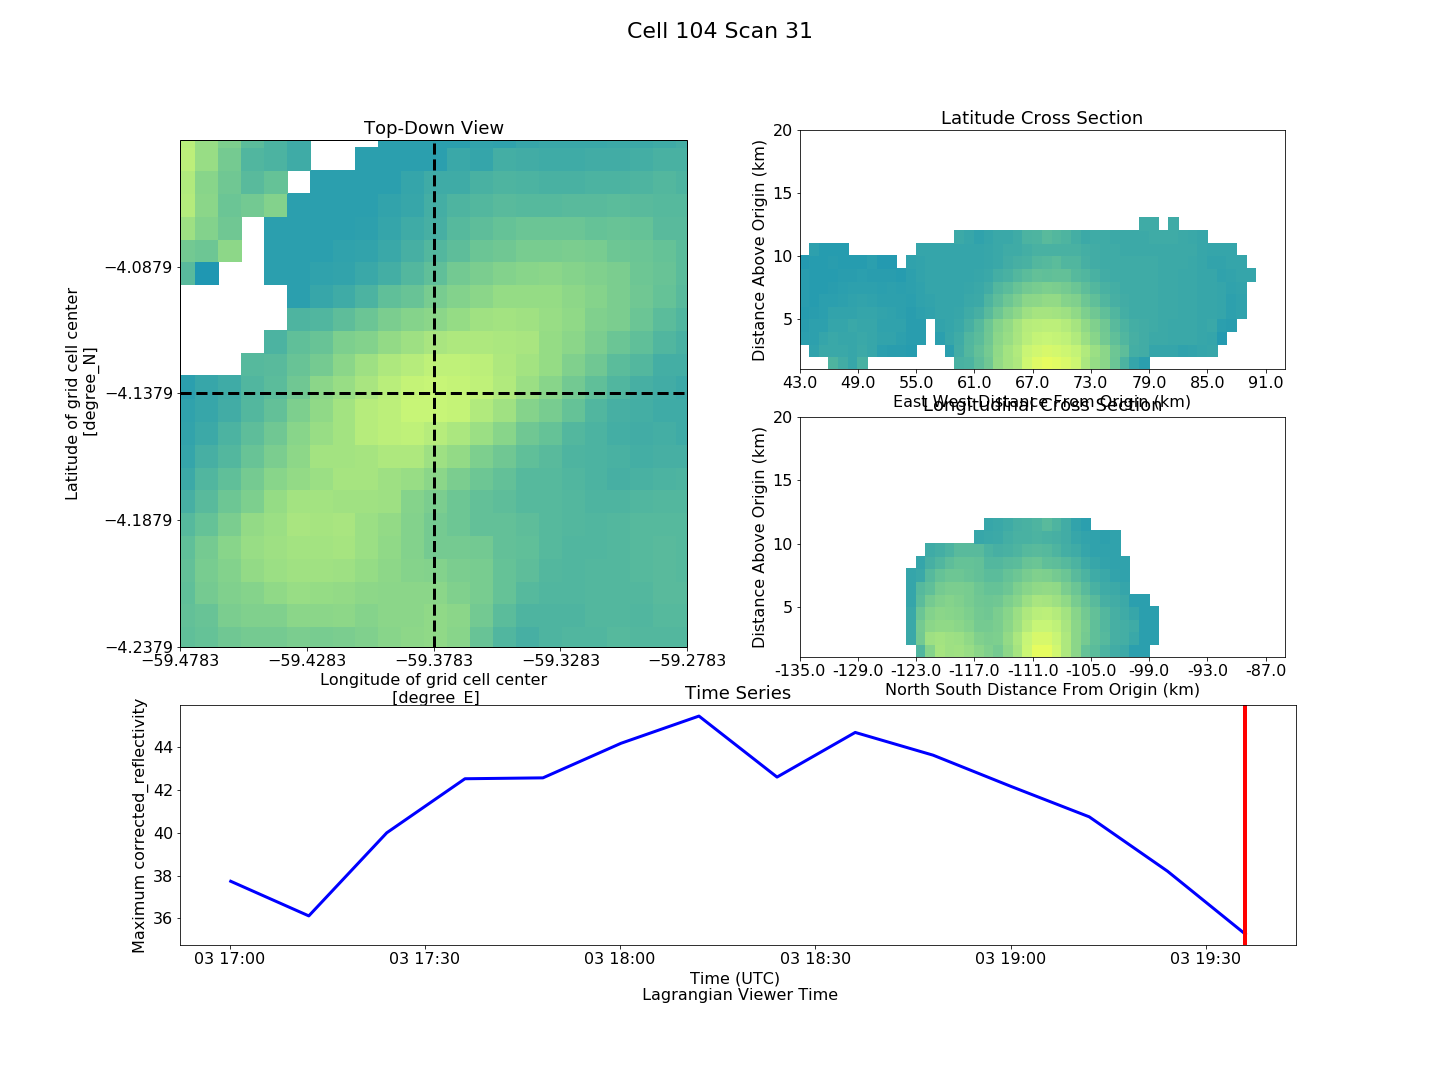 Cell 104 Scan 31
Top-Down View
−4.0879
−4.1379
−4.1879
−4.2379
Latitude of grid cell center
[degree_N]
−59.4783 −59.4283 −59.3783 −59.3283 −59.2783
Longitude of grid cell center
[degree_E]
Latitude Cross Section
20
15
10
5
Distance Above Origin (km)
43.0 49.0 55.0 61.0 67.0 73.0 79.0 85.0 91.0
East West Distance From Origin (km)
Longitudinal Cross Section
20
15
10
5
Distance Above Origin (km)
-135.0 -129.0 -123.0 -117.0 -111.0 -105.0 -99.0 -93.0 -87.0
North South Distance From Origin (km)
Time Series
44
42
40
38
36
Maximum corrected_reflectivity
03 17:00 03 17:30 03 18:00 03 18:30 03 19:00 03 19:30
Time (UTC)
Lagrangian Viewer Time